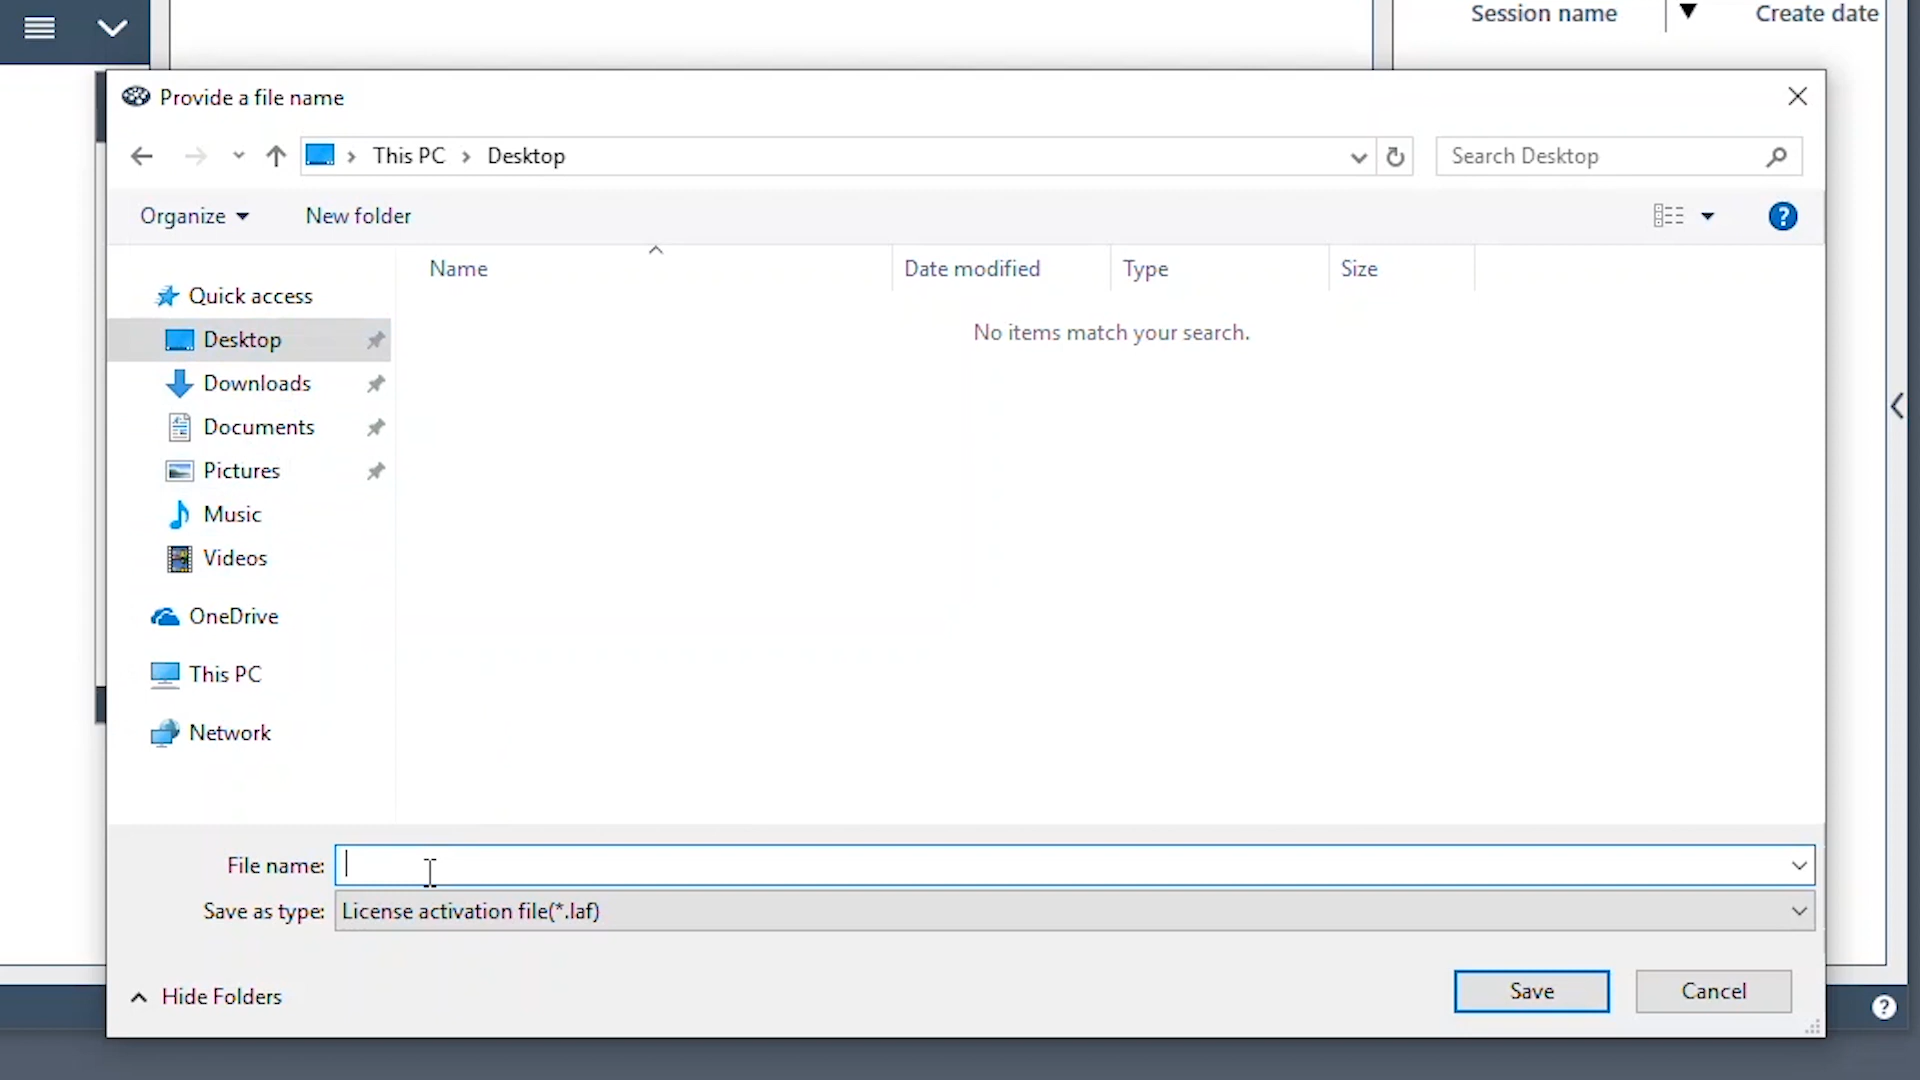 Session name
Create date
Provide a file name
This PC
Desktop
Search Desktop
Organize
New folder
Name
Date modified
Type
Size
Quick access
No items match your search.
Desktop
Downloads
Documents
Pictures
Music
Videos
OneDrive
This PC
Network
File name:
Save as type:
License activation file(*.laf)
Hide Folders
Save
Cancel